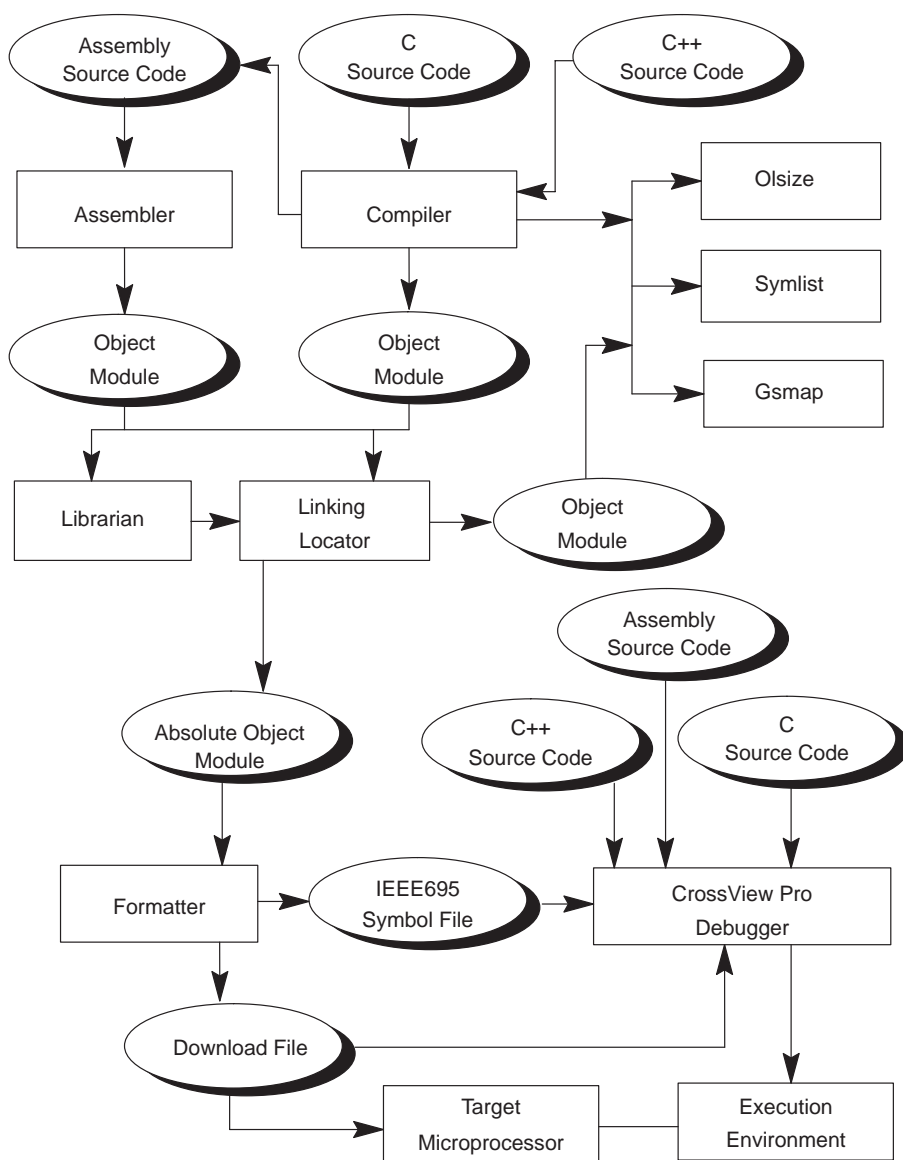 Assembly
Source Code
C
Source Code
C++
Source Code
Assembler
Compiler
Olsize
Symlist
Gsmap
Object
Module
Object
Module
Librarian
Linking
Locator
Object
Module
Assembly
Source Code
Absolute Object
Module
C++
Source Code
C
Source Code
Formatter
IEEE695
Symbol File
CrossView Pro
Debugger
Download File
Target
Microprocessor
Execution
Environment